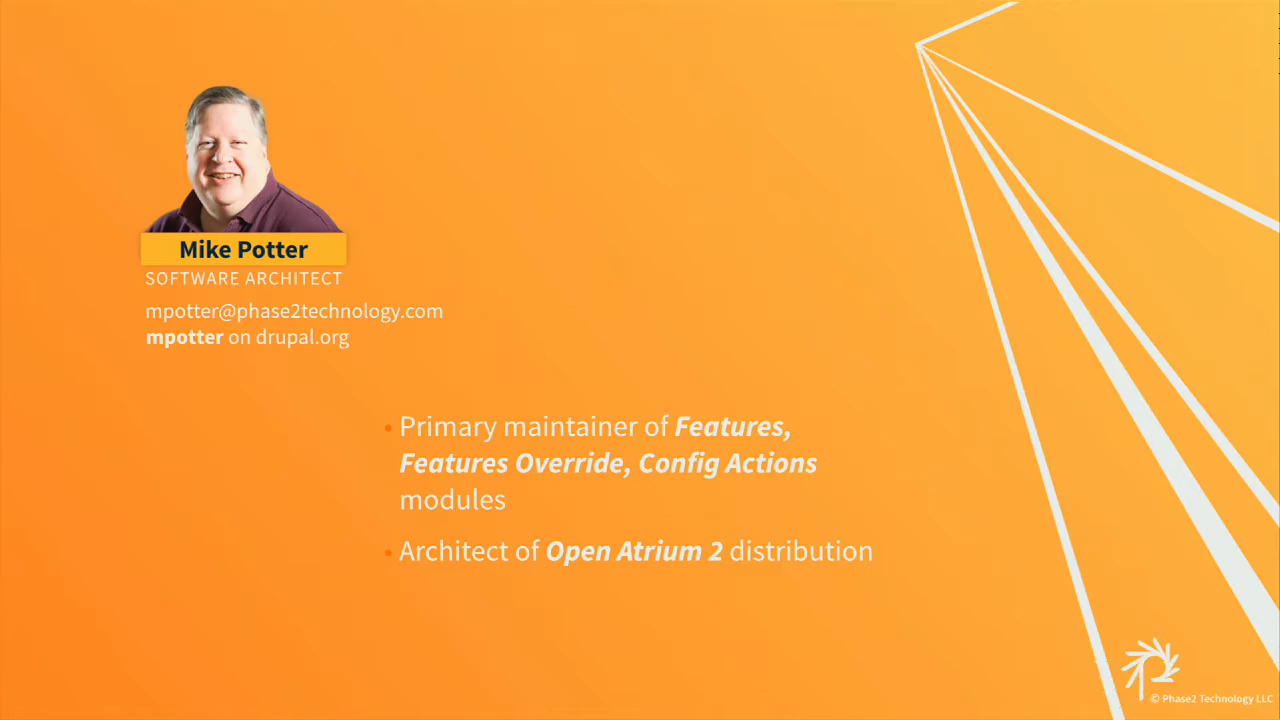 Mike Potter
SOFTWARE ARCHITECT
mpotter@phase2technology.com
mpotter on drupal.org
• Primary maintainer of Features,
Features Override, Config Actions
modules
• Architect of Open Atrium 2 distribution
© Phase2 Technology LLC